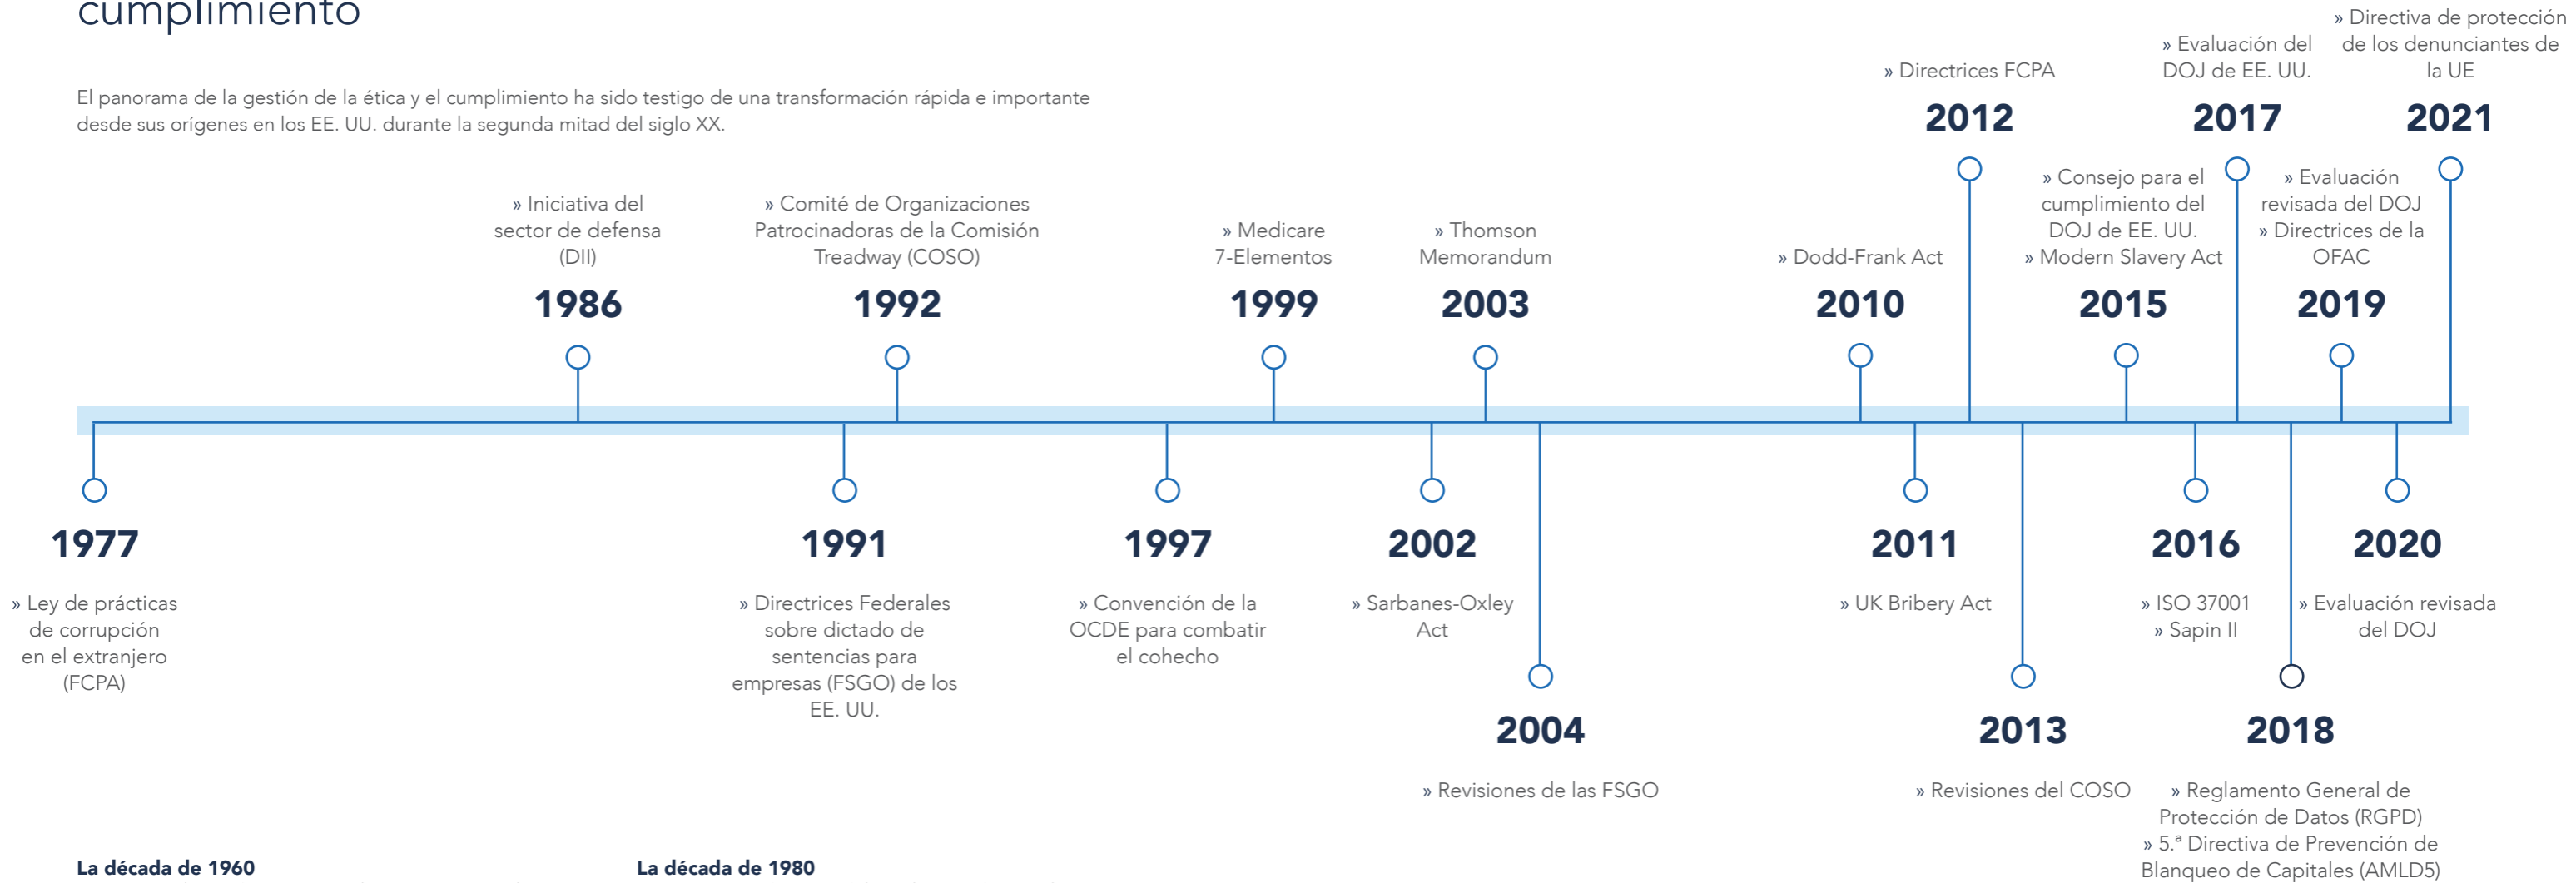 cumplimiento
El panorama de la gestión de la ética y el cumplimiento ha sido testigo de una transformación rápida e importante
desde sus orígenes en los EE. UU. durante la segunda mitad del siglo XX.
» Iniciativa del
sector de defensa
(DII)
1986
» Comité de Organizaciones
Patrocinadoras de la Comisión
Treadway (COSO)
1992
» Medicare
7-Elementos
1999
» Thomson
Memorandum
2003
» Dodd-Frank Act
2010
» Directrices FCPA
2012
» Consejo para el
cumplimiento del
DOJ de EE. UU.
» Modern Slavery Act
2015
» Evaluación del
DOJ de EE. UU.
2017
» Evaluación
revisada del DOJ
» Directrices de la
OFAC
2019
» Directiva de protección
de los denunciantes de
la UE
2021
1977
» Ley de prácticas
de corrupción
en el extranjero
(FCPA)
1991
» Directrices Federales
sobre dictado de
sentencias para
empresas (FSGO) de los
EE. UU.
1997
» Convención de la
OCDE para combatir
el cohecho
2002
» Sarbanes-Oxley
Act
2004
» Revisiones de las FSGO
2011
» UK Bribery Act
2013
» Revisiones del COSO
2016
» ISO 37001
» Sapin II
2018
» Reglamento General de
Protección de Datos (RGPD)
» 5.ª Directiva de Prevención de
Blanqueo de Capitales (AMLD5)
2020
» Evaluación revisada
del DOJ
La década de 1960
La década de 1980